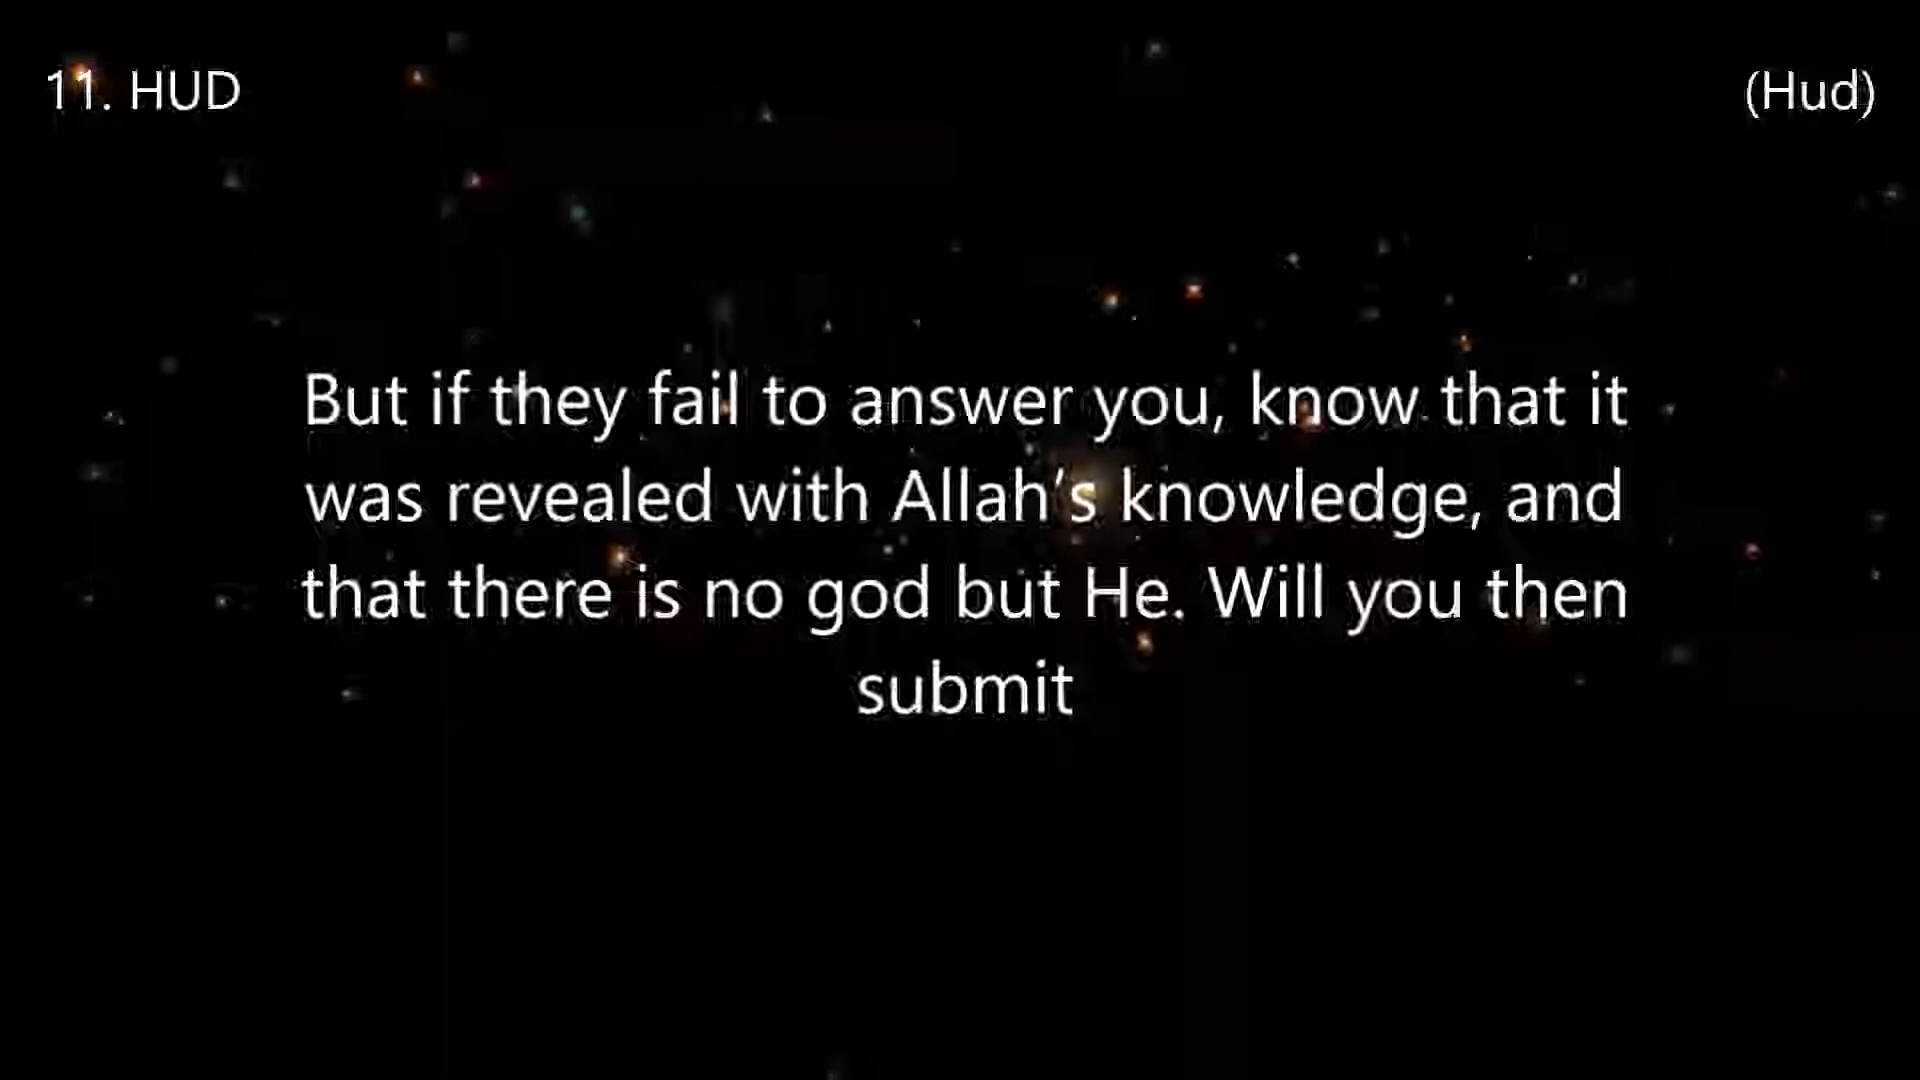 11. HUD
(Hud)
But if they fail to answer you, know that it
was revealed with Allah's knowledge, and
that there is no god but He. Will you then
submit